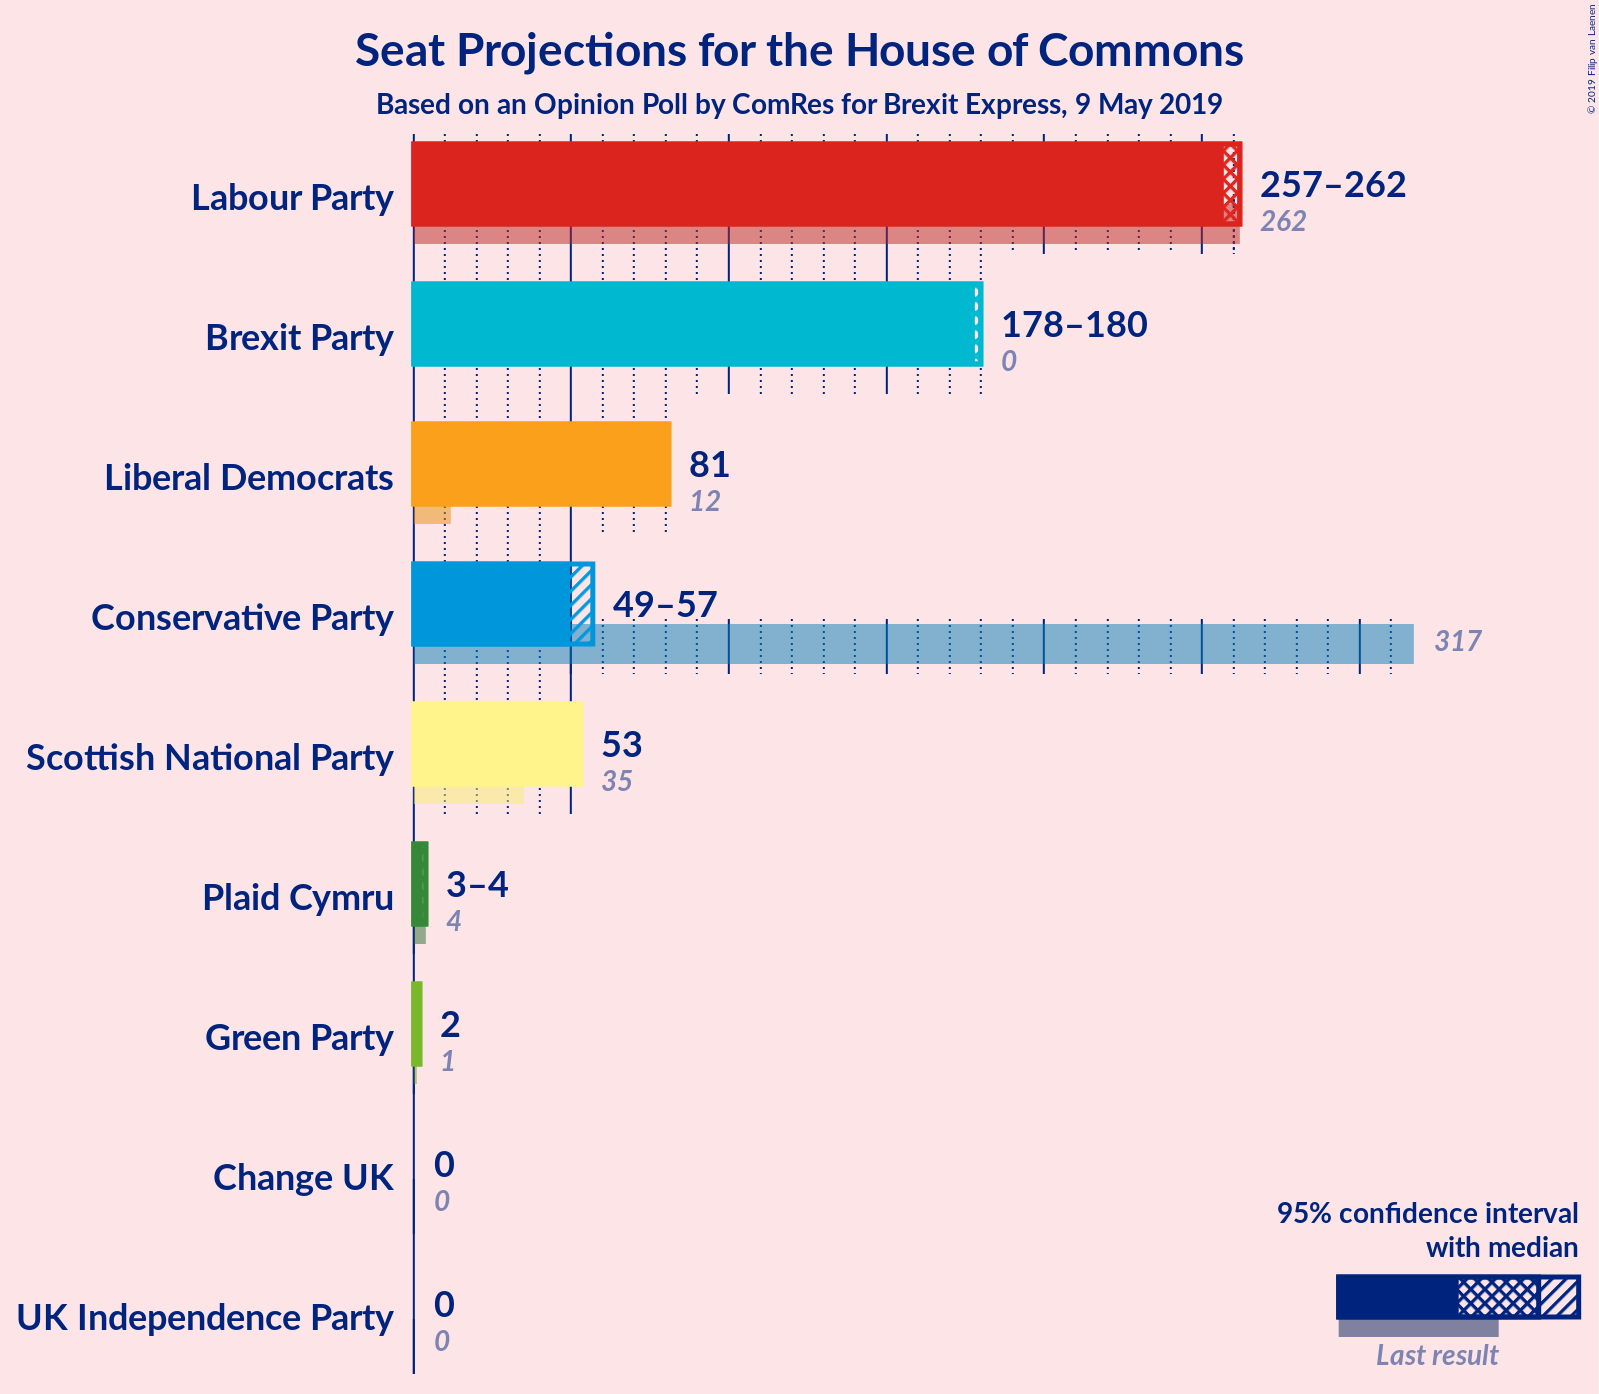 Seat Projections for the House of Commons
Based on an Opinion Poll by ComRes for Brexit Express, 9 May 2019
© 2019 Filip van Laenen
Labour Party
257–262
262
Brexit Party
178–180
0
Liberal Democrats
81
12
Conservative Party
49–57
317
Scottish National Party
53
35
Plaid Cymru
3–4
4
Green Party
2
1
Change UK
0
0
UK Independence Party
0
0
95% confidence interval
with median
Last result